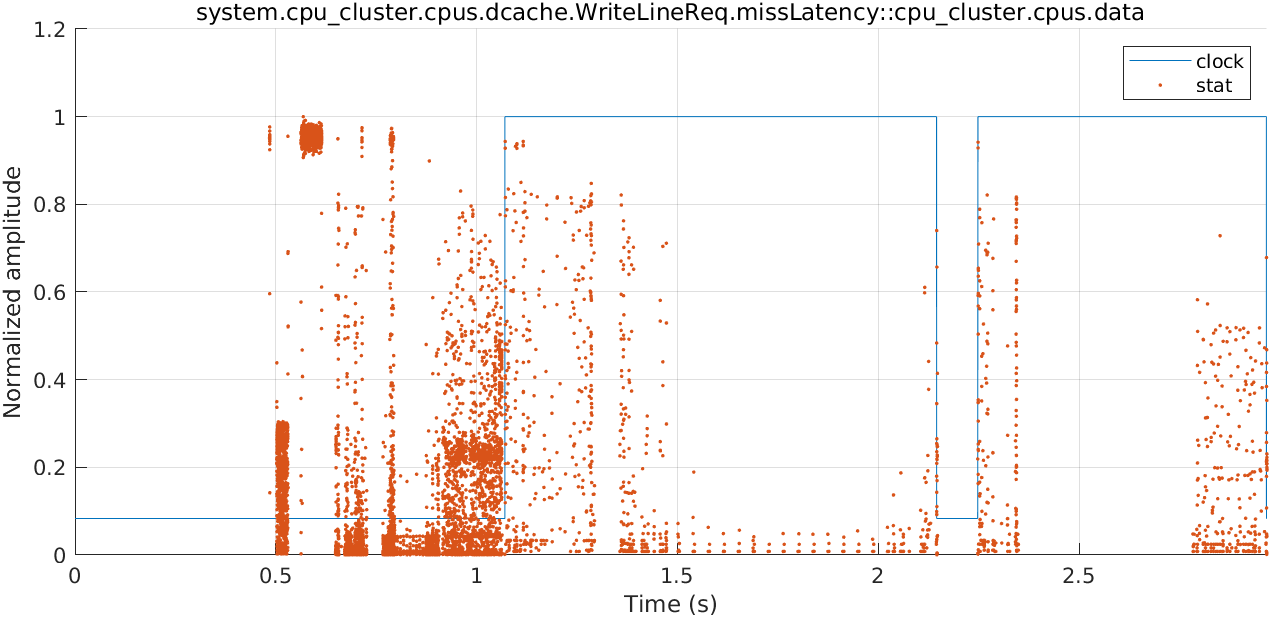 system.cpu_cluster.cpus.dcache.WriteLineReq.missLatency::cpu_cluster.cpus.data
1.2
1
0.8
0.6
0.4
0.2
0
Normalized amplitude
clock
stat
0
0.5
1
1.5
2
2.5
Time (s)